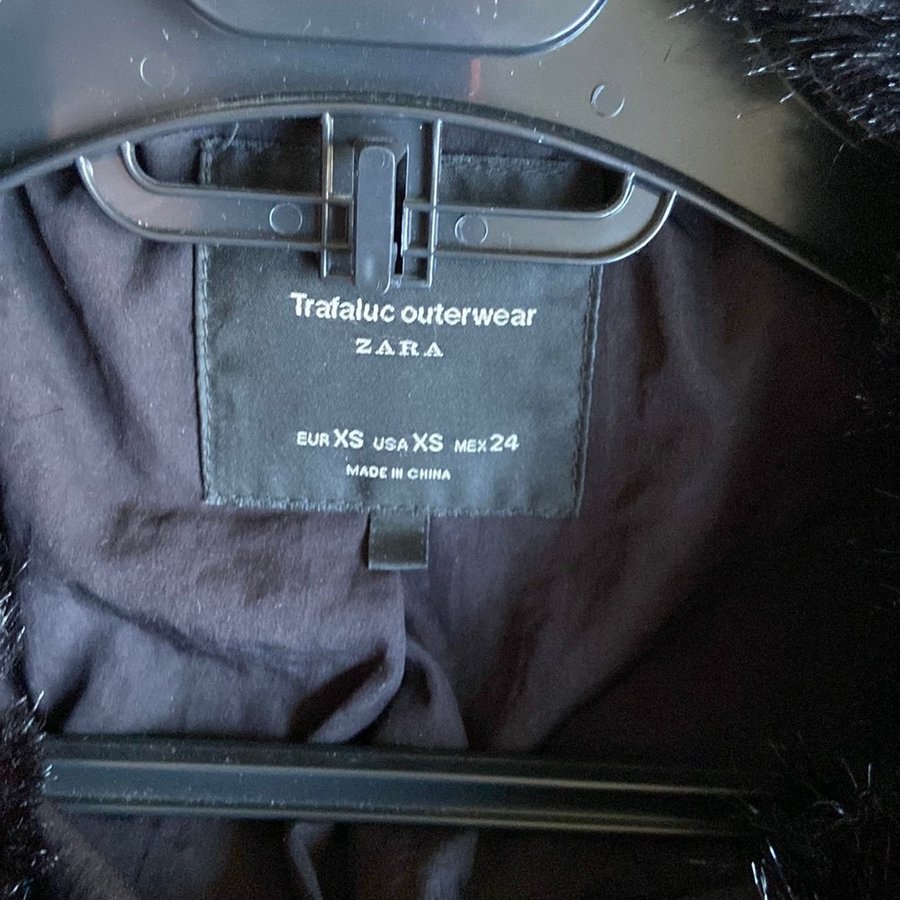 Trafaluc outerwear
ZARA
EUR XS USA XS MEX 24
MADE IN CHINA